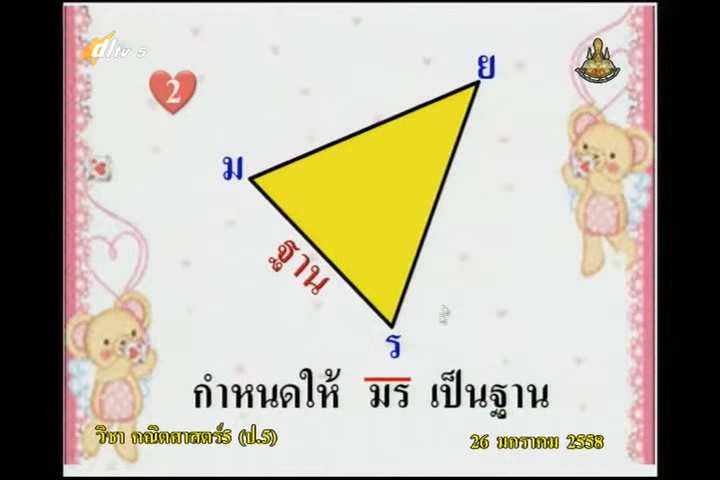 dltv 5
2
ย
ม
ฐาน
ร
กำหนดให้ มร เป็นฐาน
วิชา คณิตศาสตร์5 (ป.5)
26 มกราคม 2558